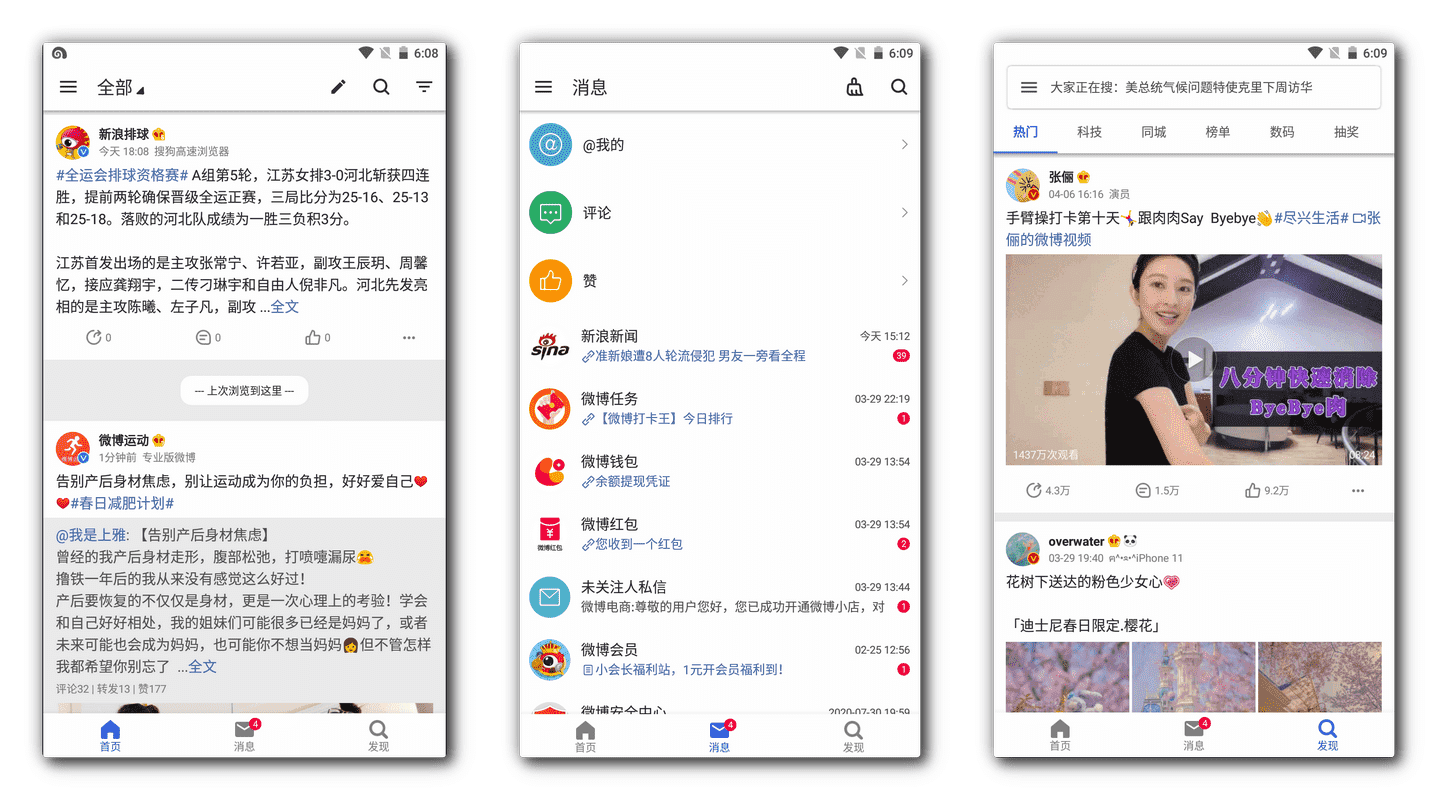 6:08
全部
新浪排球
今天 18:08 搜狗高速浏览器
#全运会排球资格赛# A组第5轮，江苏女排3-0河北斩获四连
胜，提前两轮确保晋级全运正赛，三局比分为25-16、25-13
和25-18。落败的河北队成绩为一胜三负积3分。
江苏首发出场的是主攻张常宁、许若亚，副攻王辰玥、周馨
忆，接应龚翔宇，二传刁琳宇和自由人倪非凡。河北先发亮
相的是主攻陈曦、左子凡，副攻 ...全文
0
0
0
--- 上次浏览到这里 ---
微博运动
1分钟前 专业版微博
告别产后身材焦虑，别让运动成为你的负担，好好爱自己❤
❤#春日减肥计划#
@我是上雅: 【告别产后身材焦虑】
曾经的我产后身材走形，腹部松弛，打喷嚏漏尿😫
撸铁一年后的我从来没有感觉这么好过！
产后要恢复的不仅仅是身材，更是一次心理上的考验！学会
和自己好好相处，我的姐妹们可能很多已经是妈妈了，或者
未来可能也会成为妈妈，也可能你不想当妈妈👩但不管怎样
我都希望你别忘了 ...全文
评论32 | 转发13 | 赞177
首页
4
消息
发现
6:09
消息
@我的
评论
赞
sina
新浪新闻
今天 15:12
准新娘遭8人轮流侵犯 男友一旁看全程
39
微博任务
03-29 22:19
【微博打卡王】今日排行
1
微博钱包
03-29 13:54
余额提现凭证
微博红包
微博红包
03-29 13:54
您收到一个红包
2
未关注人私信
03-29 13:44
微博电商:尊敬的用户您好，您已成功开通微博小店，对
1
微博会员
02-25 12:56
小会长福利站，1元开会员福利到！
1
微博安全中心
2020-07-30 19:59
首页
4
消息
发现
6:09
大家正在搜：美总统气候问题特使克里下周访华
热门
科技
同城
榜单
数码
抽奖
张俪
04-06 16:16 演员
手臂操打卡第十天🤸‍♀️跟肉肉Say Byebye👋#尽兴生活# 张
俪的微博视频
八分钟快速消除
ByeBye肉
1437万次观看
08:24
4.3万
1.5万
9.2万
overwater
03-29 19:40 ฅ^•ﻌ•^iPhone 11
花树下送达的粉色少女心💗
「迪士尼春日限定.樱花」
首页
4
消息
发现